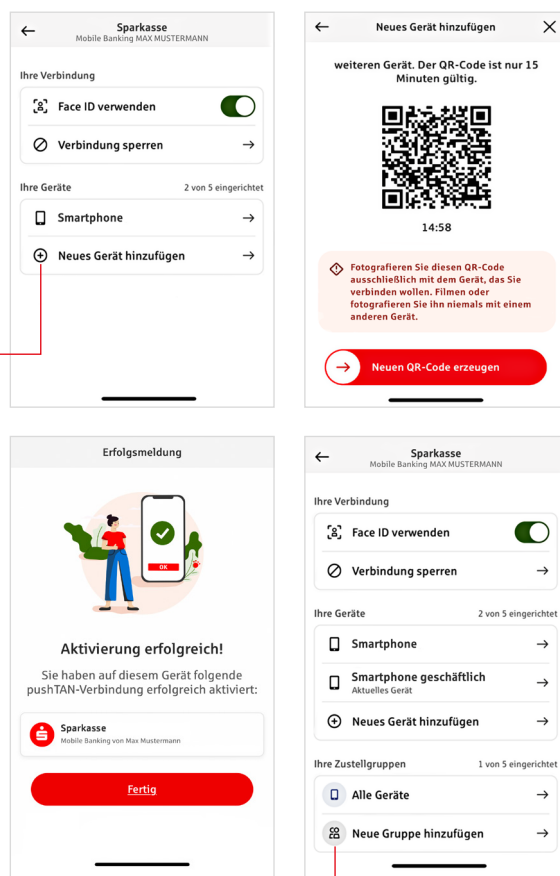 Sparkasse
Mobile Banking MAX MUSTERMANN
Ihre Verbindung
Face ID verwenden
Verbindung sperren
Ihre Geräte 2 von 5 eingerichtet
Smartphone
Neues Gerät hinzufügen
Neues Gerät hinzufügen
weiteren Gerät. Der QR-Code ist nur 15
Minuten gültig.
14:58
Fotografieren Sie diesen QR-Code
ausschließlich mit dem Gerät, das Sie
verbinden wollen. Filmen oder
fotografieren Sie ihn niemals mit einem
anderen Gerät.
Neuen QR-Code erzeugen
Erfolgsmeldung
OK
Aktivierung erfolgreich!
Sie haben auf diesem Gerät folgende
pushTAN-Verbindung erfolgreich aktiviert:
Sparkasse
Mobile Banking von Max Mustermann
Fertig
Sparkasse
Mobile Banking MAX MUSTERMANN
Ihre Verbindung
Face ID verwenden
Verbindung sperren
Ihre Geräte 2 von 5 eingerichtet
Smartphone
Smartphone geschäftlich
Aktuelles Gerät
Neues Gerät hinzufügen
Ihre Zustellgruppen 1 von 5 eingerichtet
Alle Geräte
Neue Gruppe hinzufügen